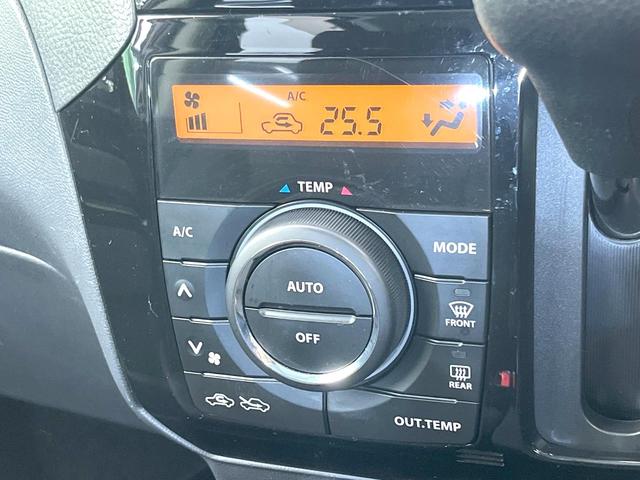 A/C
25.5
TEMP
A/C
MODE
AUTO
OFF
FRONT
REAR
OUT.TEMP